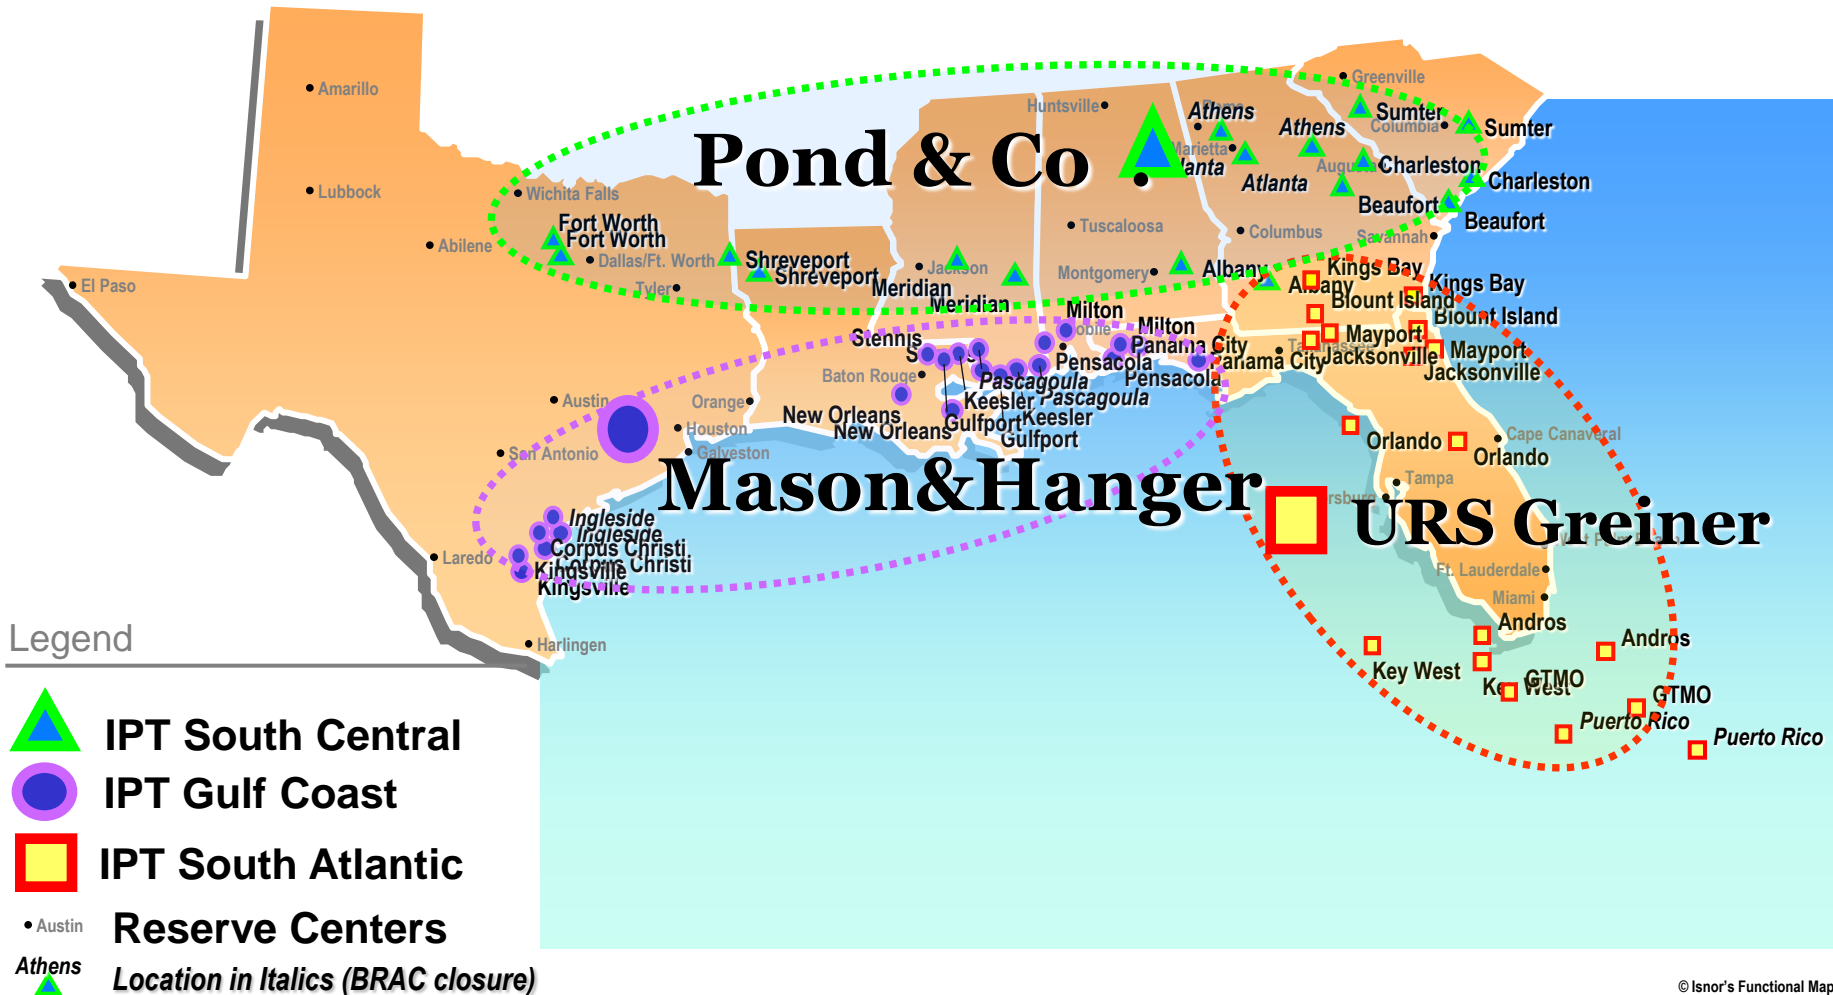 Greenville
Amarillo
Huntsville
Rome
Athens
Sumter
Columbia
Sumter
Athens
Pond & Co.
Marietta
Atlanta
Augusta
Charleston
Atlanta
Charleston
Lubbock
Wichita Falls
Beaufort
Beaufort
Fort Worth
Fort Worth
Tuscaloosa
Columbus
Savannah
Abilene
Dallas/Ft. Worth
Shreveport
Shreveport
Jackson
Montgomery
Albany
Albany
Kings Bay
Kings Bay
El Paso
Tyler
Meridian
Meridian
Blount Island
Blount Island
Milton
Milton
Mobile
Stennis
Panama City
Panama City
Mayport
Mayport
Tallahassee
Jacksonville
Jacksonville
Baton Rouge
Pensacola
Pensacola
Pascagoula
Pascagoula
Austin
Orange
Keesler
Keesler
New Orleans
New Orleans
Gulfport
Gulfport
Houston
Galveston
San Antonio
Orlando
Orlando
Cape Canaveral
Mason&Hanger
Tampa
URS Greiner
Ingleside
Ingleside
Corpus Christi
Corpus Christi
Laredo
Kingsville
Kingsville
Ft. Lauderdale
Miami
Harlingen
Andros
Andros
Key West
Key West
GTMO
GTMO
Puerto Rico
Puerto Rico
Legend
IPT South Central
IPT Gulf Coast
IPT South Atlantic
Austin
Reserve Centers
Athens
Location in Italics (BRAC closure)
© Isnor's Functional Map